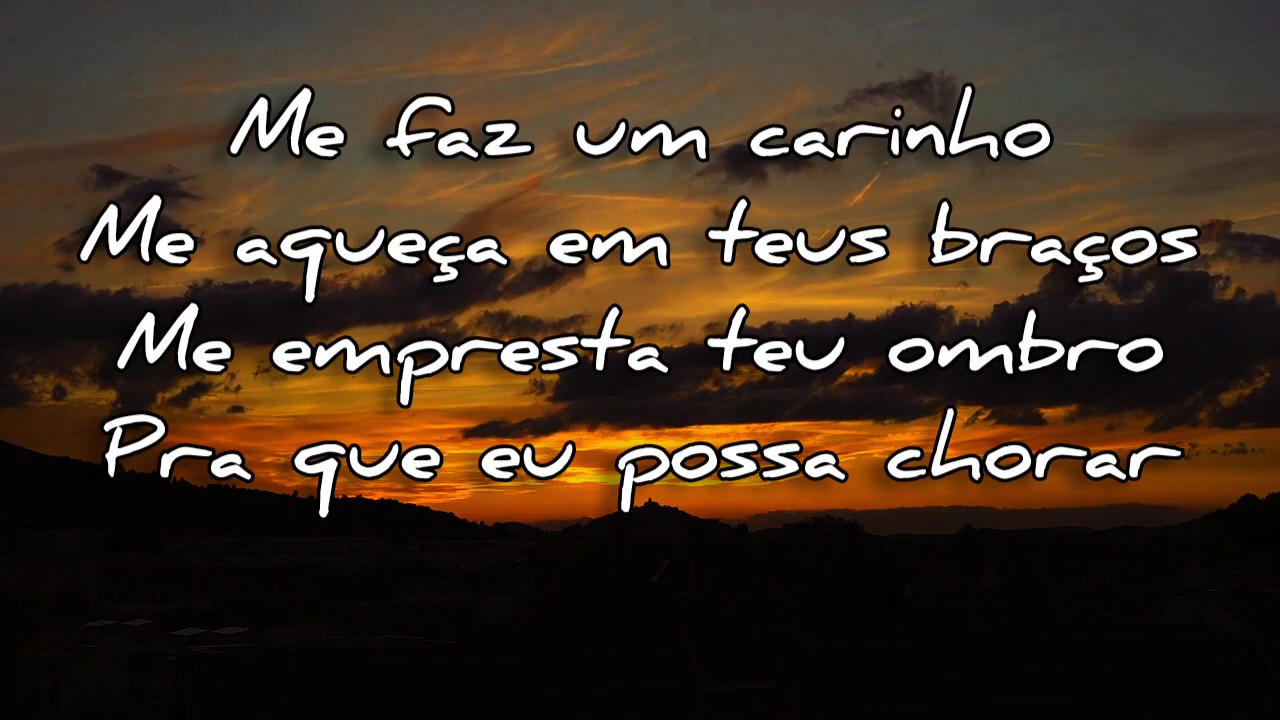 Me faz um carinho
Me aqueça em teus braços
Me empresta teu ombro
Pra que eu possa chorar